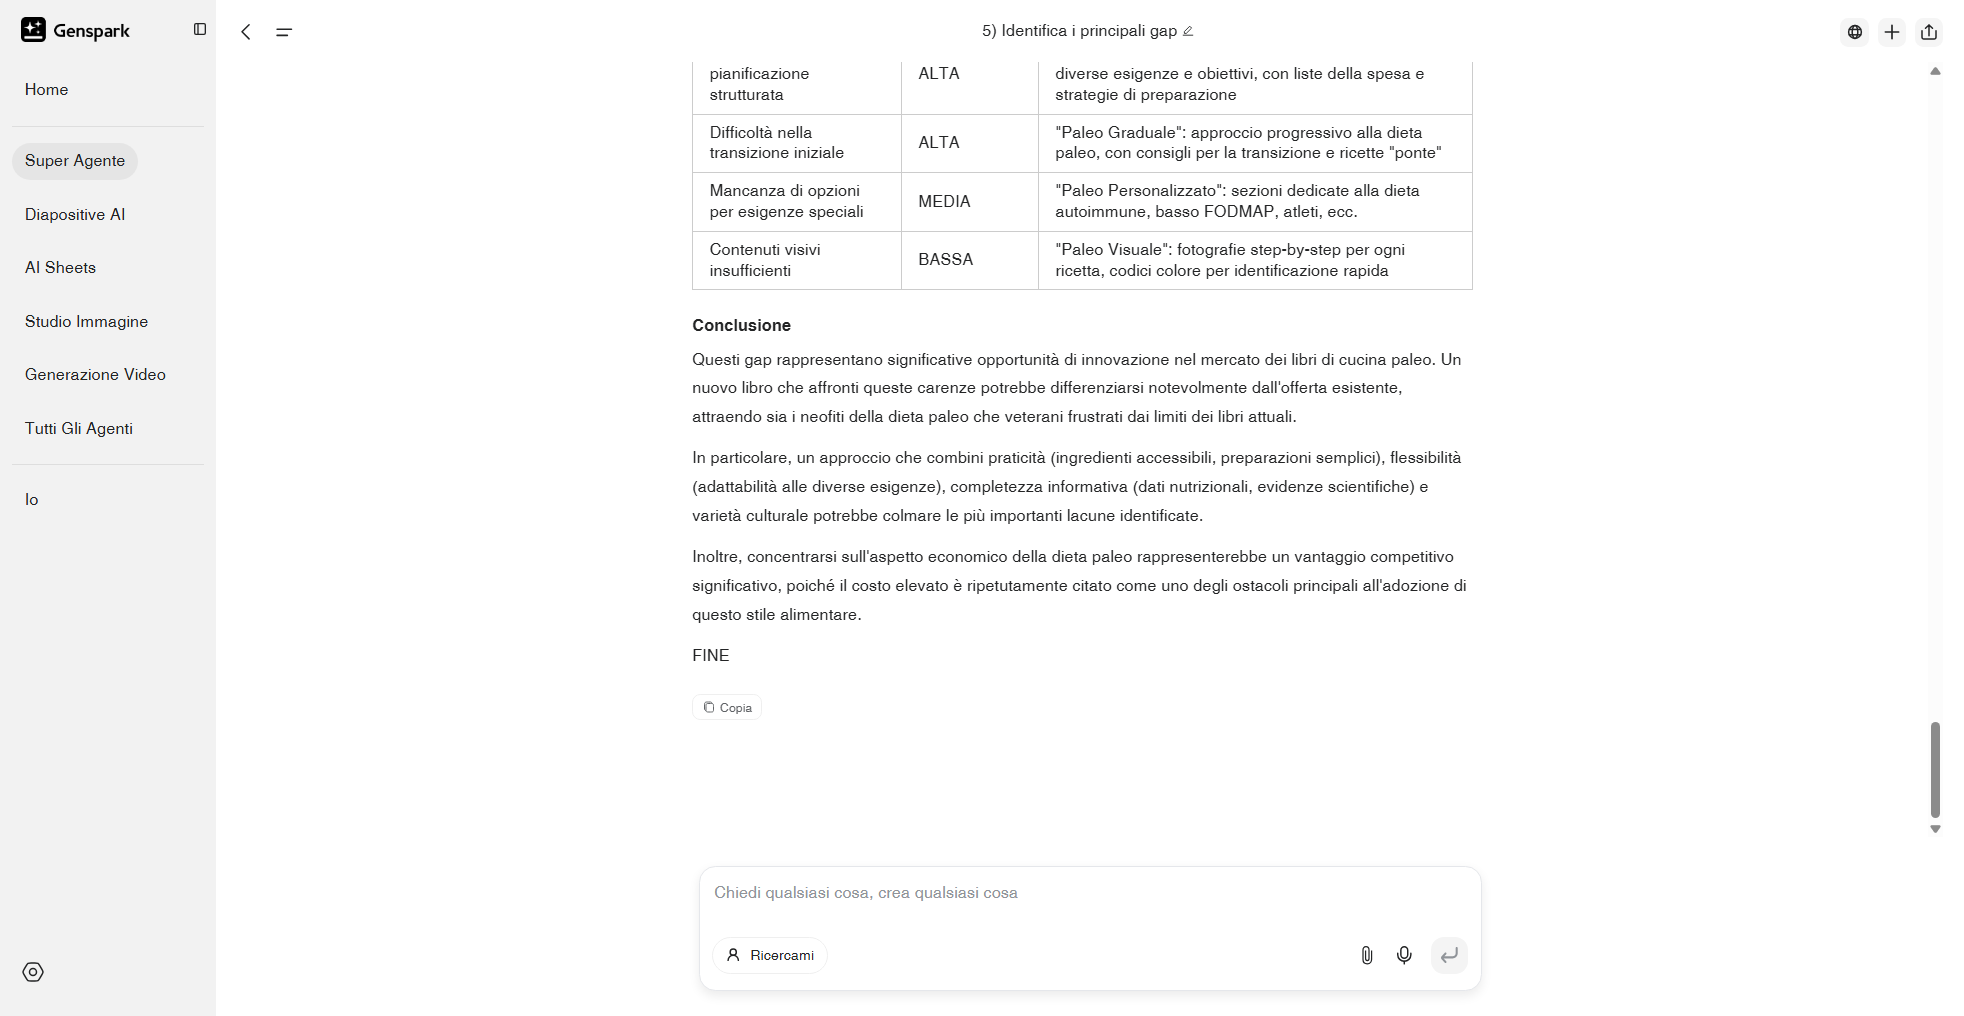 Genspark
Home
Super Agente
Diapositive AI
AI Sheets
Studio Immagine
Generazione Video
Tutti Gli Agenti
Io
5) Identifica i principali gap
pianificazione
strutturata
ALTA
diverse esigenze e obiettivi, con liste della spesa e
strategie di preparazione
Difficoltà nella
transizione iniziale
ALTA
"Paleo Graduale": approccio progressivo alla dieta
paleo, con consigli per la transizione e ricette "ponte"
Mancanza di opzioni
per esigenze speciali
MEDIA
"Paleo Personalizzato": sezioni dedicate alla dieta
autoimmune, basso FODMAP, atleti, ecc.
Contenuti visivi
insufficienti
BASSA
"Paleo Visuale": fotografie step-by-step per ogni
ricetta, codici colore per identificazione rapida
Conclusione
Questi gap rappresentano significative opportunità di innovazione nel mercato dei libri di cucina paleo. Un
nuovo libro che affronti queste carenze potrebbe differenziarsi notevolmente dall'offerta esistente,
attraendo sia i neofiti della dieta paleo che veterani frustrati dai limiti dei libri attuali.
In particolare, un approccio che combini praticità (ingredienti accessibili, preparazioni semplici), flessibilità
(adattabilità alle diverse esigenze), completezza informativa (dati nutrizionali, evidenze scientifiche) e
varietà culturale potrebbe colmare le più importanti lacune identificate.
Inoltre, concentrarsi sull'aspetto economico della dieta paleo rappresenterebbe un vantaggio competitivo
significativo, poiché il costo elevato è ripetutamente citato come uno degli ostacoli principali all'adozione di
questo stile alimentare.
FINE
Copia
Chiedi qualsiasi cosa, crea qualsiasi cosa
Ricercami